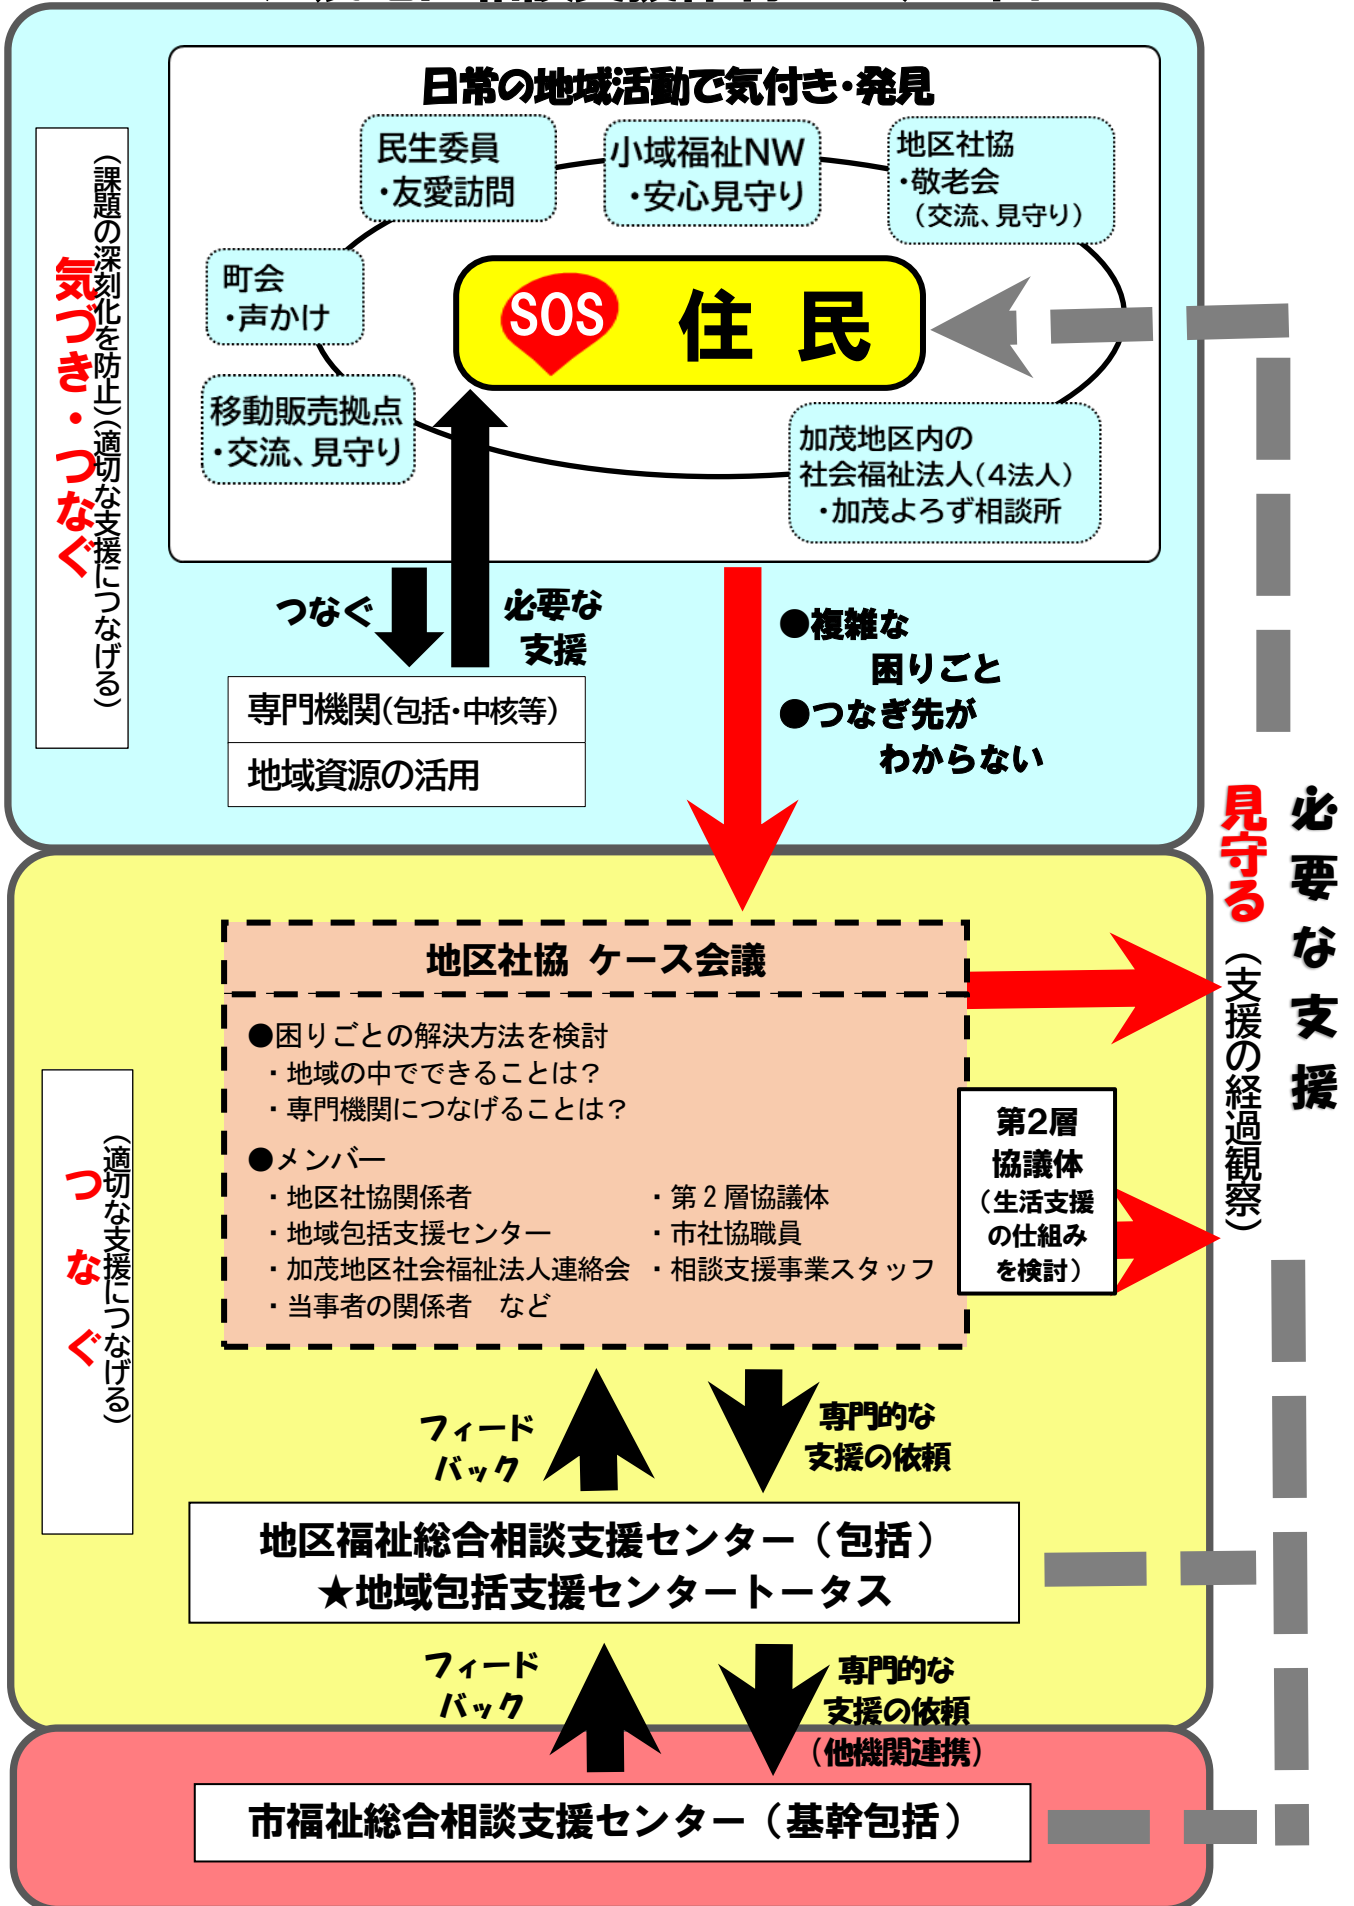 日常の地域活動で気付き・発見
民生委員
・友愛訪問
小域福祉NW
・安心見守り
地区社協
・敬老会
（交流、見守り）
町会
・声かけ
SOS
住民
移動販売拠点
・交流、見守り
加茂地区内の
社会福祉法人（4法人）
・加茂よろず相談所
気づき・つなぐ
（課題の深刻化を防止）（適切な支援につなげる）
つなぐ
必要な
支援
●複雑な
困りごと
●つなぎ先が
わからない
専門機関（包括・中核等）
地域資源の活用
必要な支援
見守る（支援の経過観察）
地区社協 ケース会議
●困りごとの解決方法を検討
・地域の中でできることは？
・専門機関につなげることは？
●メンバー
・地区社協関係者
・第２層協議体
・地域包括支援センター
・市社協職員
・加茂地区社会福祉法人連絡会
・相談支援事業スタッフ
・当事者の関係者　など
第2層
協議体
（生活支援
の仕組み
を検討）
つなぐ
（適切な支援につなげる）
フィード
バック
専門的な
支援の依頼
地区福祉総合相談支援センター（包括）
★地域包括支援センタートータス
フィード
バック
専門的な
支援の依頼
（他機関連携）
市福祉総合相談支援センター（基幹包括）